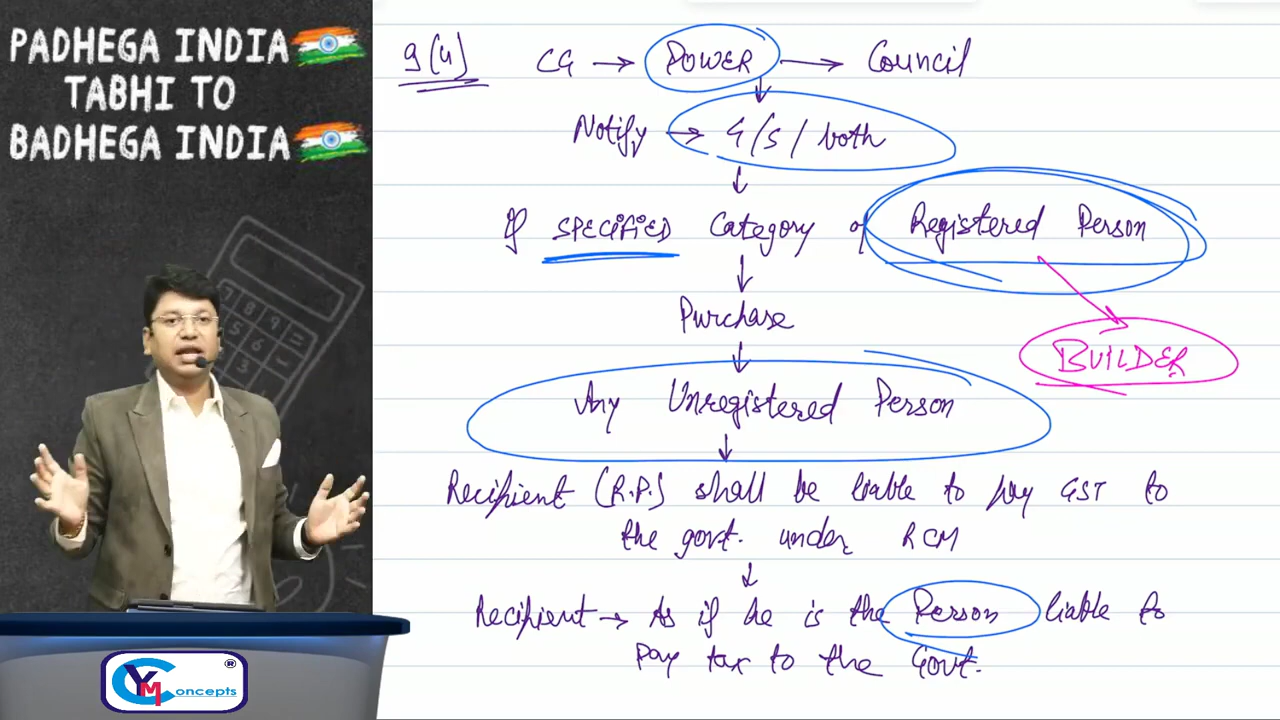 PADHEGA INDIA
TABHI TO
BADHEGA INDIA
9(4) CG → POWER → Council
Notify → G/S/both
If SPECIFIED Category of Registered Person
Purchase
BUILDER
Any Unregistered Person
Recipient (R.P.) shall be liable to pay GST to
the govt. under RCM
Recipient → As if he is the Person liable to
Pay tax to the Govt.
CYM Concepts ®